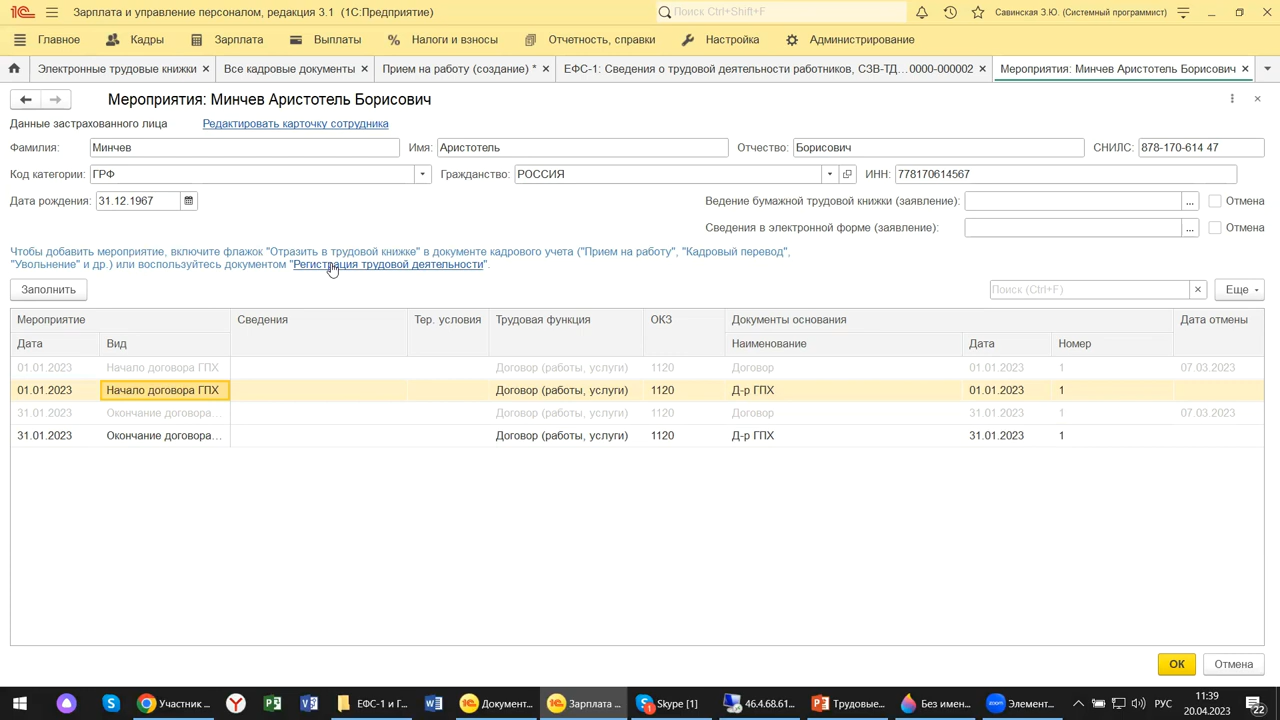 Зарплата и управление персоналом, редакция 3.1 (1С:Предприятие)
Поиск Ctrl+Shift+F
Савинская З.Ю. (Системный программист)
Главное
Кадры
Зарплата
Выплаты
Налоги и взносы
Отчетность, справки
Настройка
Администрирование
Электронные трудовые книжки
Все кадровые документы
Прием на работу (создание) *
ЕФС-1: Сведения о трудовой деятельности работников, СЗВ-ТД...0000-000002
Мероприятия: Минчев Аристотель Борисович
Мероприятия: Минчев Аристотель Борисович
Данные застрахованного лица
Редактировать карточку сотрудника
Фамилия: Минчев Имя: Аристотель Отчество: Борисович СНИЛС: 878-170-614 47
Код категории: ГРФ Гражданство: РОССИЯ ИНН: 778170614567
Дата рождения: 31.12.1967 Ведение бумажной трудовой книжки (заявление): ... Отмена
Сведения в электронной форме (заявление): ... Отмена
Чтобы добавить мероприятие, включите флажок "Отразить в трудовой книжке" в документе кадрового учета ("Прием на работу", "Кадровый перевод",
"Увольнение и др.) или воспользуйтесь документом "Регистрация трудовой деятельности".
Заполнить
Поиск (Ctrl+F)
Еще
Мероприятие Сведения Тер. условия Трудовая функция ОКЗ Документы основания Дата отмены
Дата Вид Наименование Дата Номер
01.01.2023 Начало договора ГПХ Договор (работы, услуги) 1120 Договор 01.01.2023 1 07.03.2023
01.01.2023 Начало договора ГПХ Договор (работы, услуги) 1120 Д-р ГПХ 01.01.2023 1
31.01.2023 Окончание договора... Договор (работы, услуги) 1120 Договор 31.01.2023 1 07.03.2023
31.01.2023 Окончание договора... Договор (работы, услуги) 1120 Д-р ГПХ 31.01.2023 1
ОК
Отмена
Участник ...
ЕФС-1 и Г...
Документ...
Зарплата ...
Skype [1]
46.4.68.61...
Трудовые...
Без имен...
Элемент...
РУС
11:39
20.04.2023
22